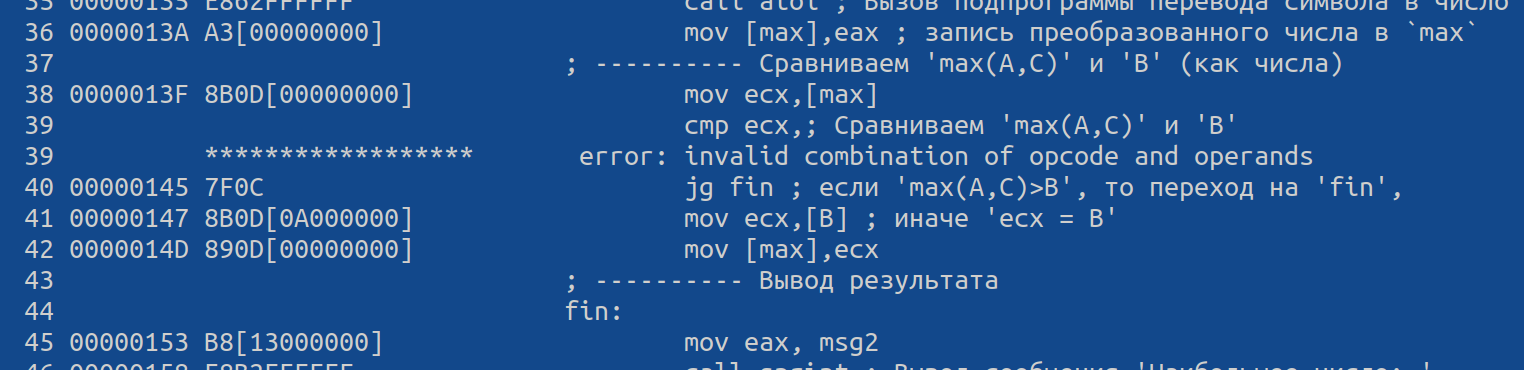 35 00000135 E862FFFFFF call atoi ; Вызов подпрограммы перевода символа в число
36 0000013A A3[00000000] mov [max],eax ; запись преобразованного числа в `max`
37 ; ---------- Сравниваем 'max(A,C)' и 'B' (как числа)
38 0000013F 8B0D[00000000] mov ecx,[max]
39 cmp ecx,; Сравниваем 'max(A,C)' и 'B'
39 ****************** error: invalid combination of opcode and operands
40 00000145 7F0C jg fin ; если 'max(A,C)>B', то переход на 'fin',
41 00000147 8B0D[0A000000] mov ecx,[B] ; иначе 'ecx = B'
42 0000014D 890D[00000000] mov [max],ecx
43 ; ---------- Вывод результата
44 fin:
45 00000153 B8[13000000] mov eax, msg2
46 00000158 ; Вывод сообщения 'Наибольшее число: '